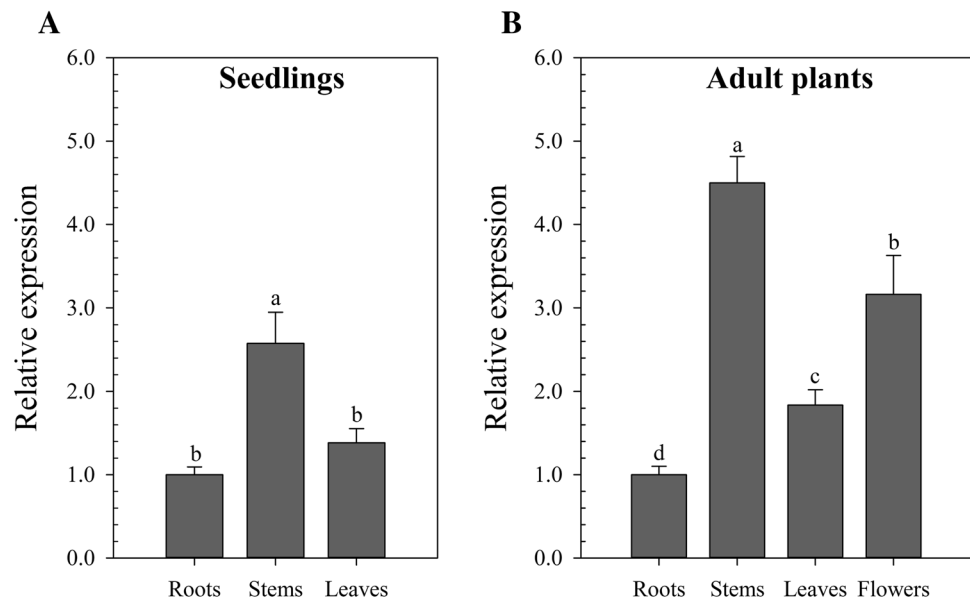 A
Seedlings
Relative expression
6.0
5.0
4.0
3.0
2.0
1.0
0.0
b
a
b
Roots Stems Leaves
B
Adult plants
Relative expression
6.0
5.0
4.0
3.0
2.0
1.0
0.0
d
a
c
b
Roots Stems Leaves Flowers